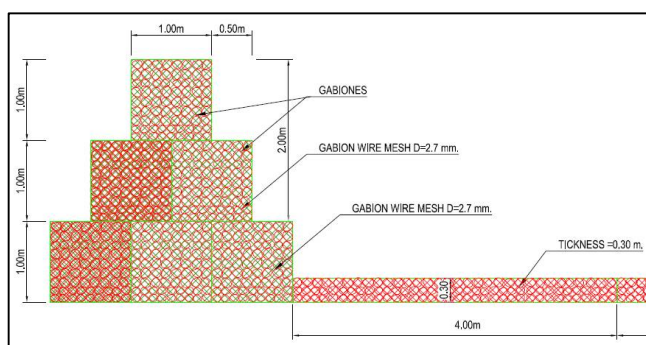 1.00m 0.50m
1.00m
GABIONES
2.00m
1.00m
GABION WIRE MESH D=2.7 mm.
GABION WIRE MESH D=2.7 mm.
1.00m
TICKNESS =0,30 m.
0.30
4.00m